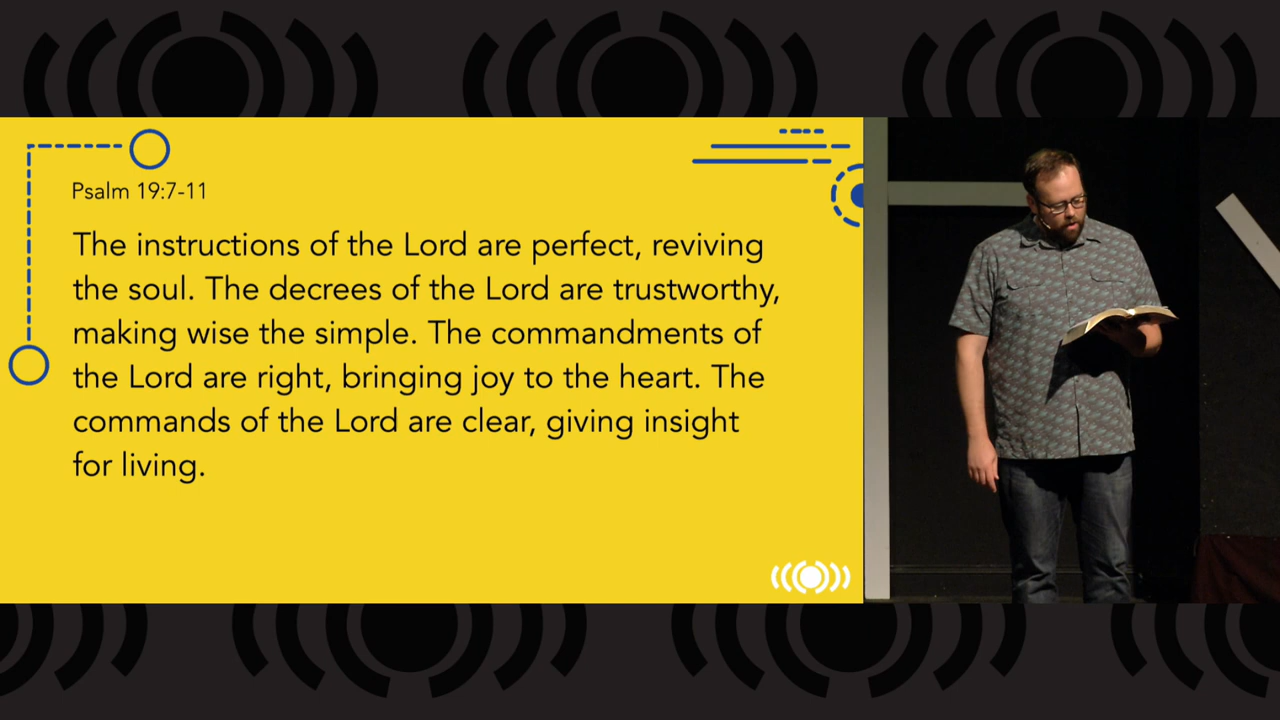 Psalm 19:7-11
The instructions of the Lord are perfect, reviving
the soul. The decrees of the Lord are trustworthy,
making wise the simple. The commandments of
the Lord are right, bringing joy to the heart. The
commands of the Lord are clear, giving insight
for living.